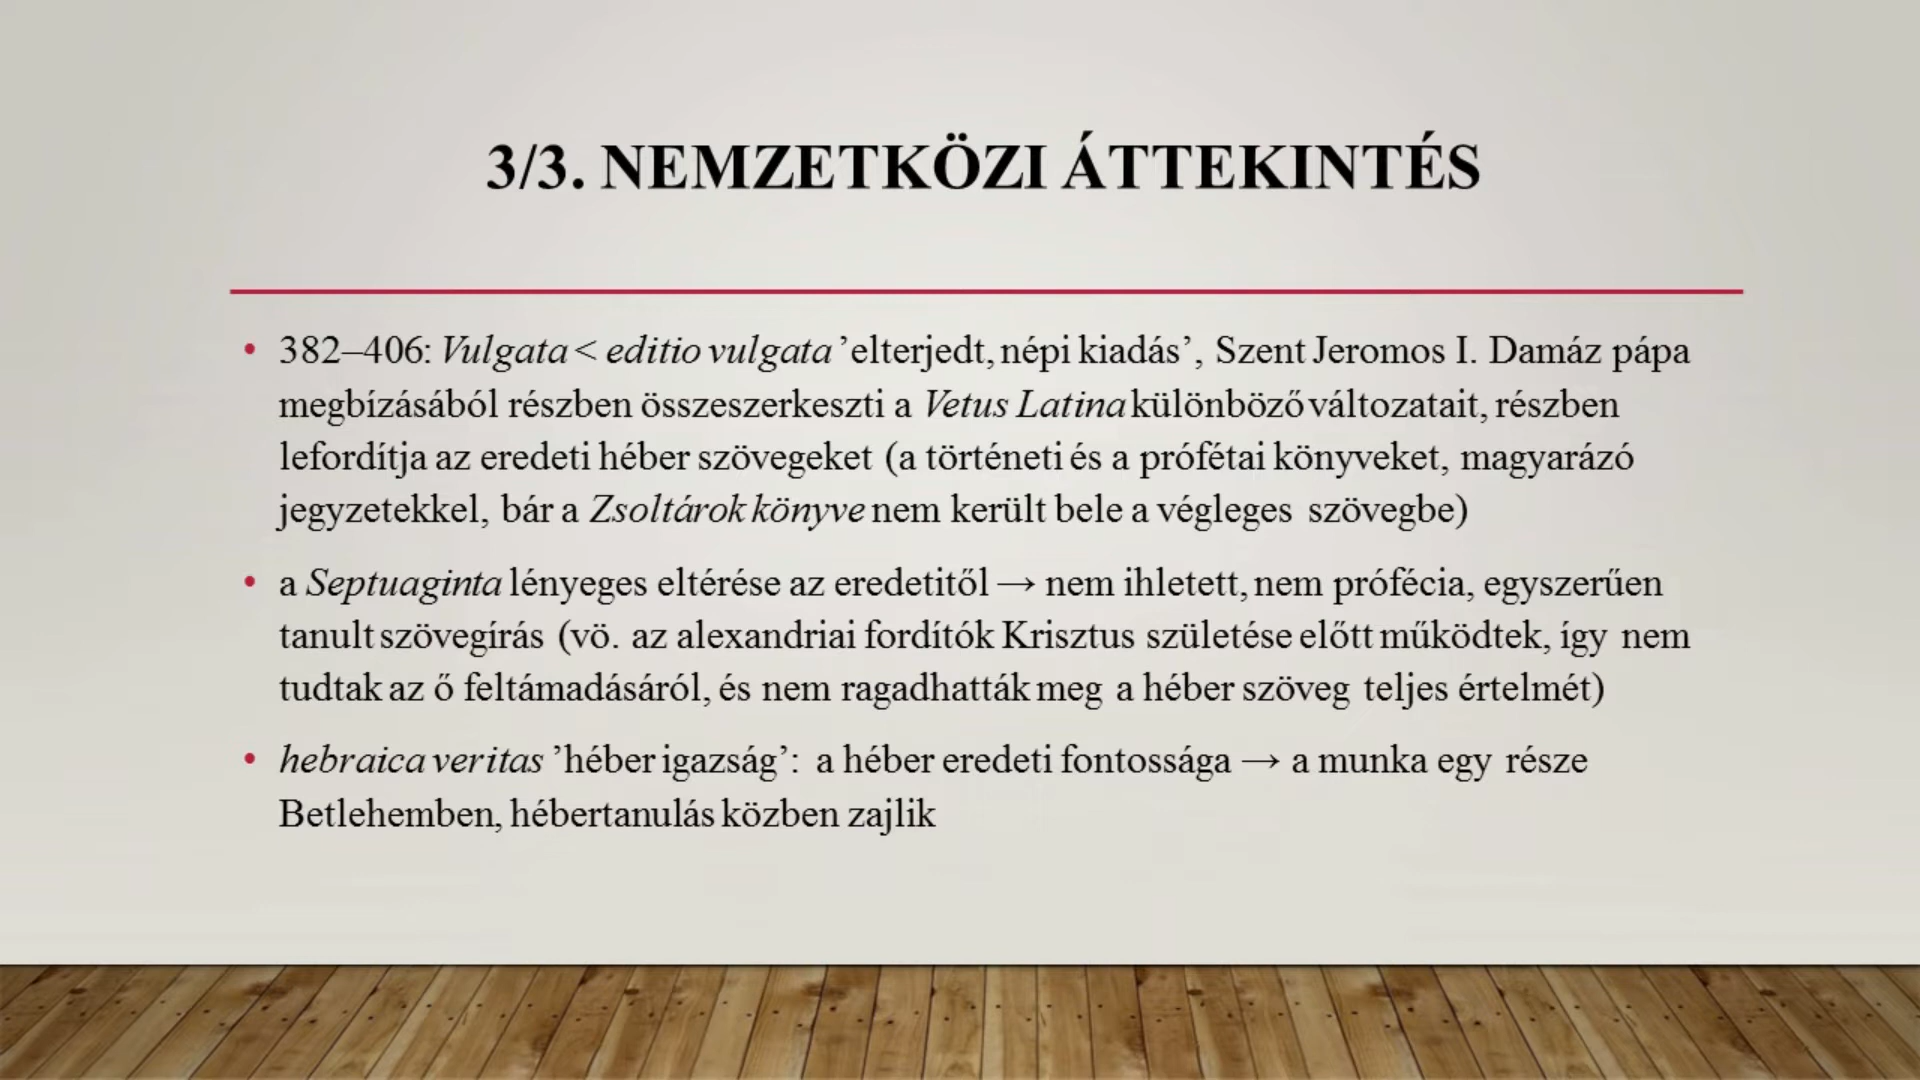 3/3. NEMZETKÖZI ÁTTEKINTÉS
• 382–406: Vulgata < editio vulgata ’elterjedt, népi kiadás’, Szent Jeromos I. Damáz pápa
megbízásából részben összeszerkeszti a Vetus Latina különböző változatait, részben
lefordítja az eredeti héber szövegeket (a történeti és a prófétai könyveket, magyarázó
jegyzetekkel, bár a Zsoltárok könyve nem került bele a végleges szövegbe)
• a Septuaginta lényeges eltérése az eredetitől → nem ihletett, nem prófécia, egyszerűen
tanult szövegírás (vö. az alexandriai fordítók Krisztus születése előtt működtek, így nem
tudtak az ő feltámadásáról, és nem ragadhatták meg a héber szöveg teljes értelmét)
• hebraica veritas ’héber igazság’: a héber eredeti fontossága → a munka egy része
Betlehemben, hébertanulás közben zajlik